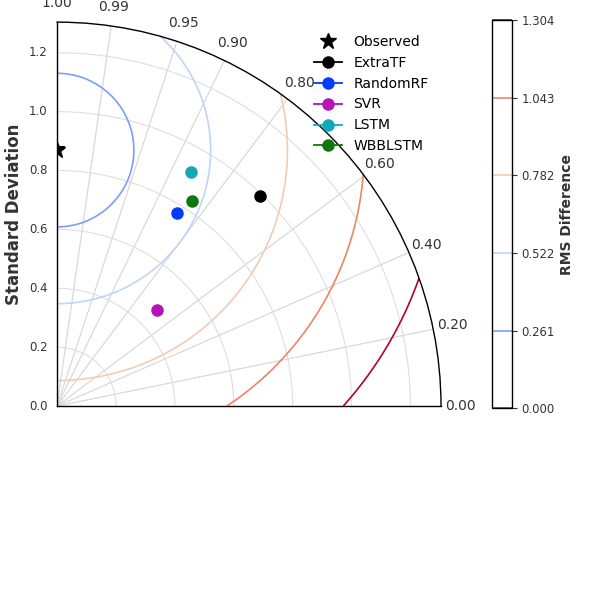 1.00
0.99
0.95
0.90
0.80
0.60
0.40
0.20
0.00
1.2
1.0
0.8
0.6
0.4
0.2
0.0
Standard Deviation
Observed
ExtraTF
RandomRF
SVR
LSTM
WBBLSTM
1.304
1.043
0.782
0.522
0.261
0.000
RMS Difference